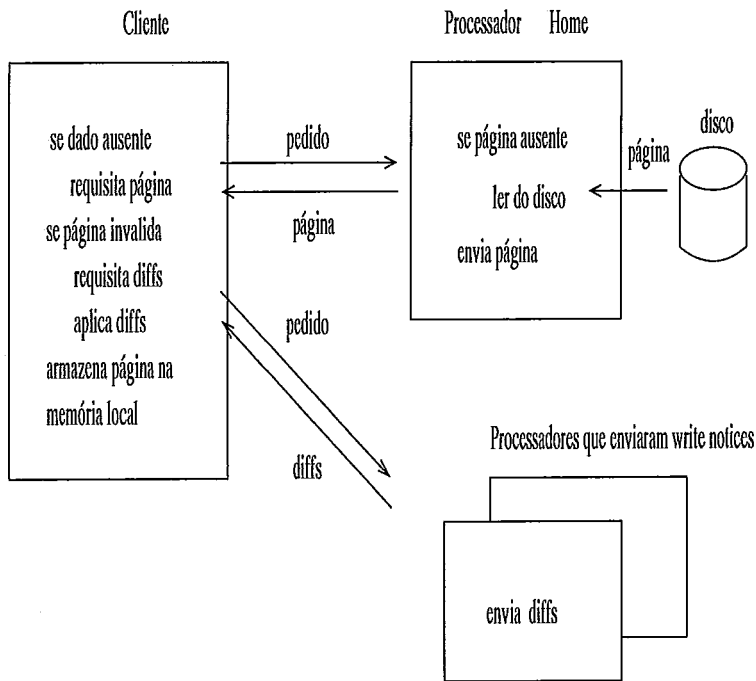 Cliente
Processador Home
se dado ausente
requisita página
se página invalida
requisita diffs
aplica diffs
armazena página na
memória local
pedido
página
pedido
diffs
se página ausente
ler do disco
envia página
página
disco
Processadores que enviaram write notices
envia diffs